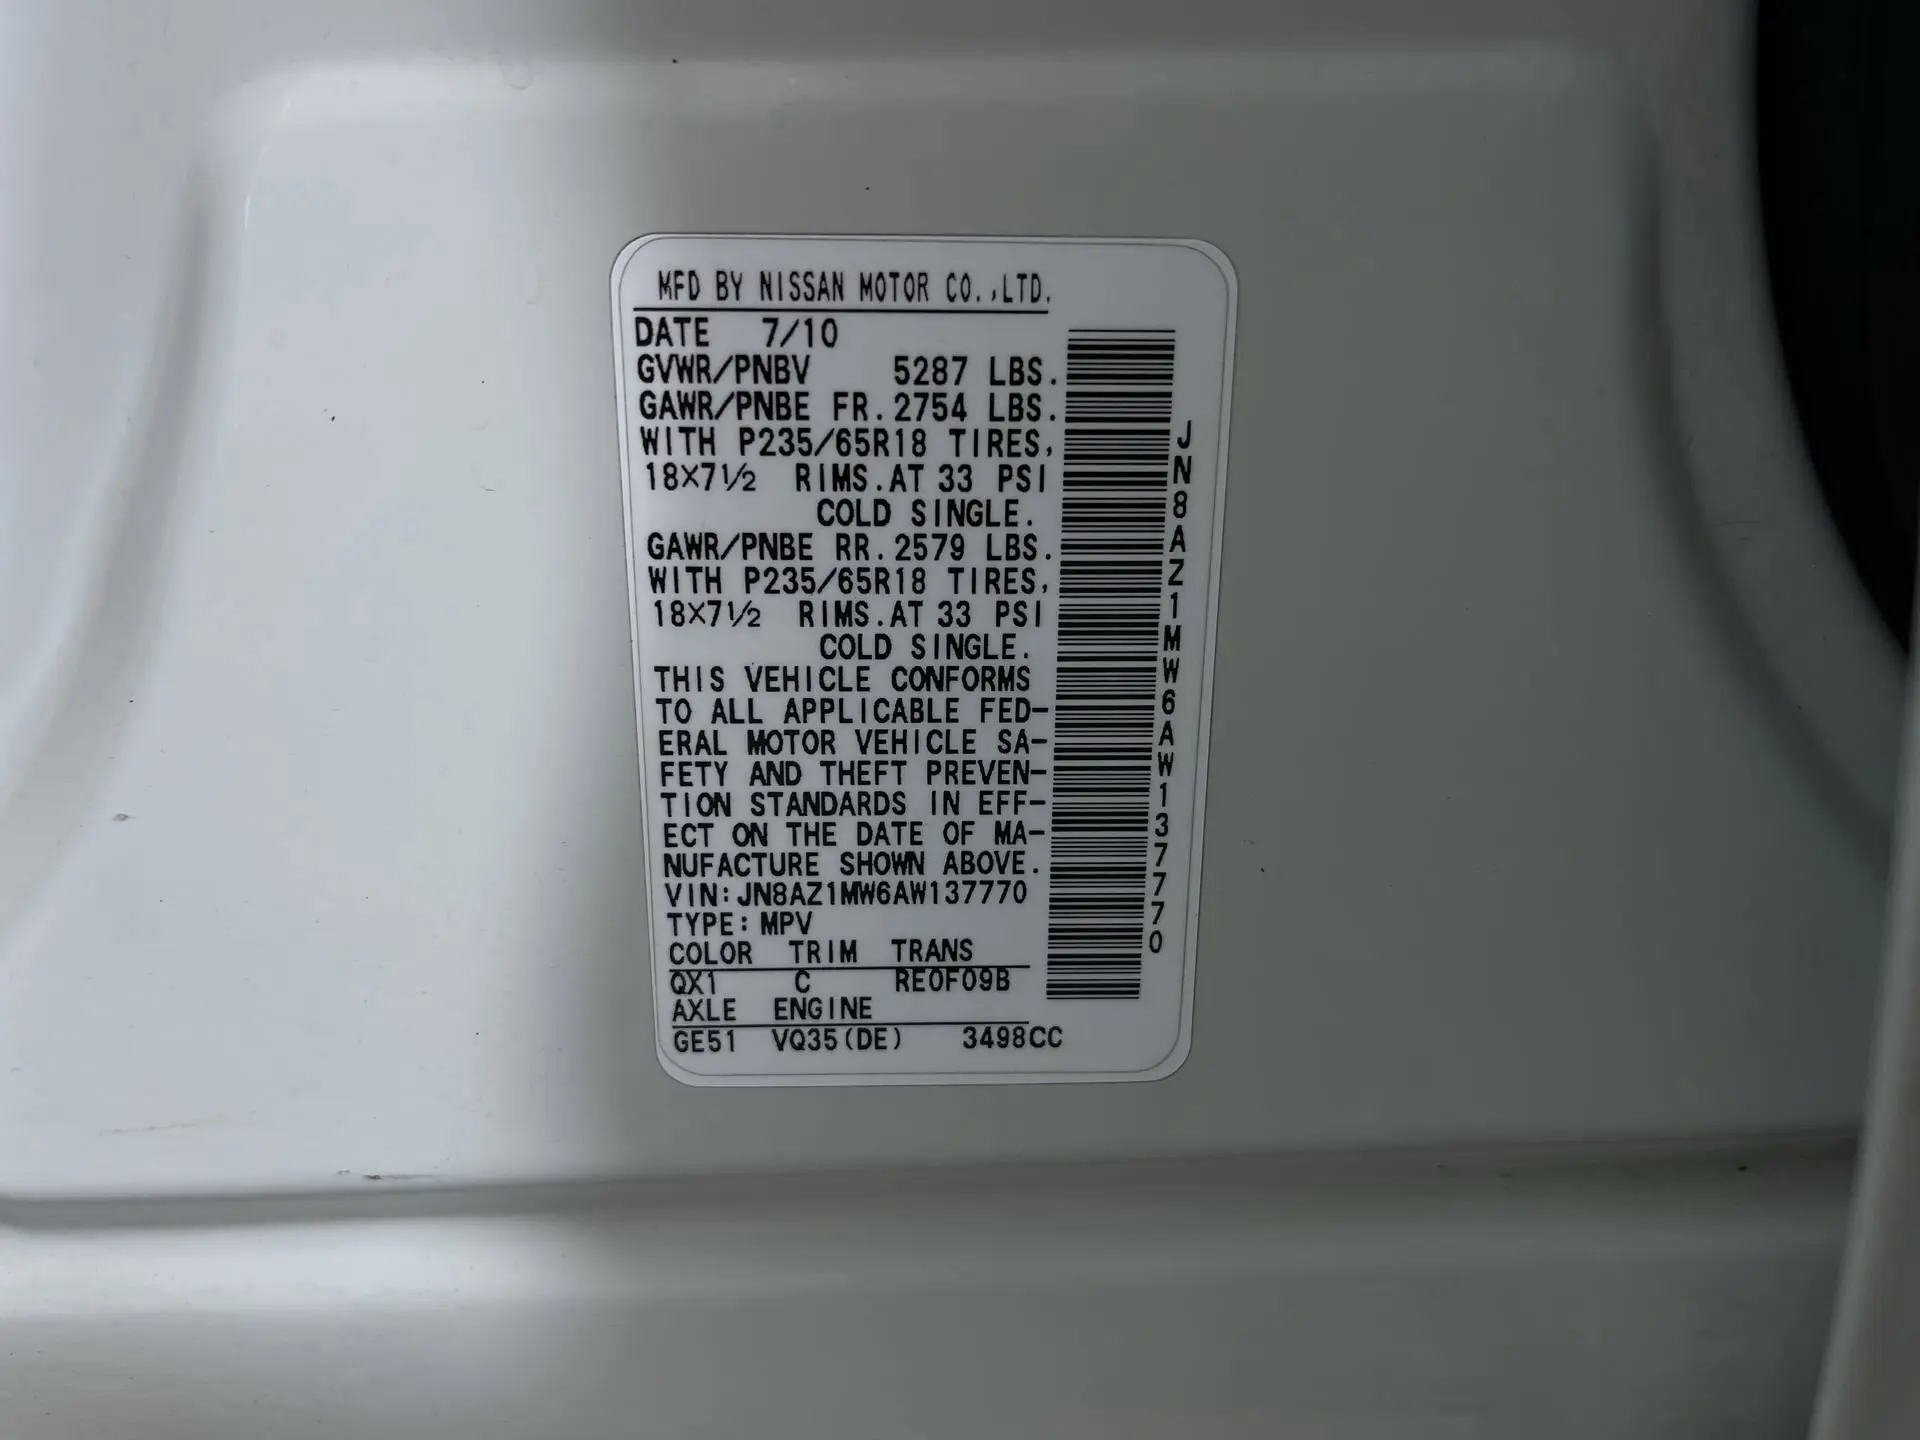 MFD BY NISSAN MOTOR CO.,LTD.
DATE 7/10
GVWR/PNBV 5287 LBS.
GAWR/PNBE FR.2754 LBS.
WITH P235/65R18 TIRES,
18×7½ RIMS.AT 33 PSI
COLD SINGLE.
GAWR/PNBE RR.2579 LBS.
WITH P235/65R18 TIRES,
18×7½ RIMS.AT 33 PSI
COLD SINGLE.
THIS VEHICLE CONFORMS
TO ALL APPLICABLE FED-
ERAL MOTOR VEHICLE SA-
FETY AND THEFT PREVEN-
TION STANDARDS IN EFF-
ECT ON THE DATE OF MA-
NUFACTURE SHOWN ABOVE.
VIN:JN8AZ1MW6AW137770
TYPE:MPV
COLOR TRIM TRANS
QX1 C RE0F09B
AXLE ENGINE
GE51 VQ35(DE) 3498CC
JN8AZ1MW6AW137770